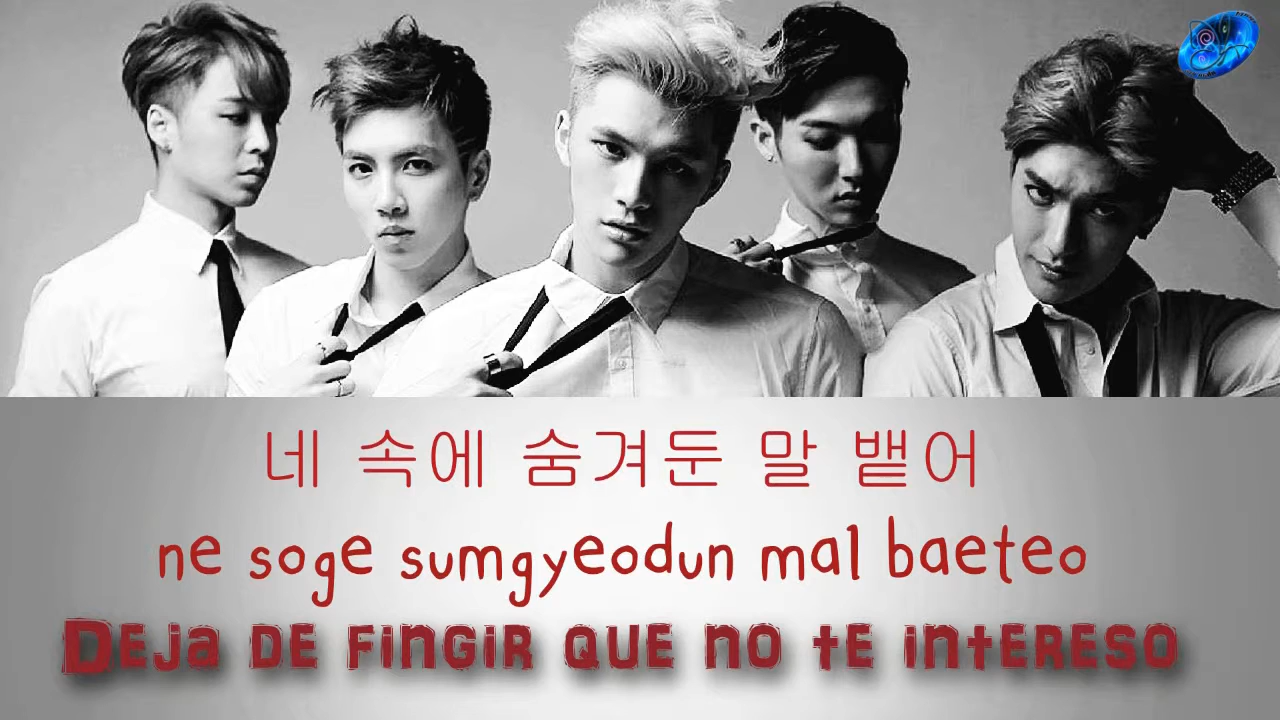 네 속에 숨겨둔 말 뱉어
ne soge sumgyeodun mal baeteo
Deja de fingir que no te intereso